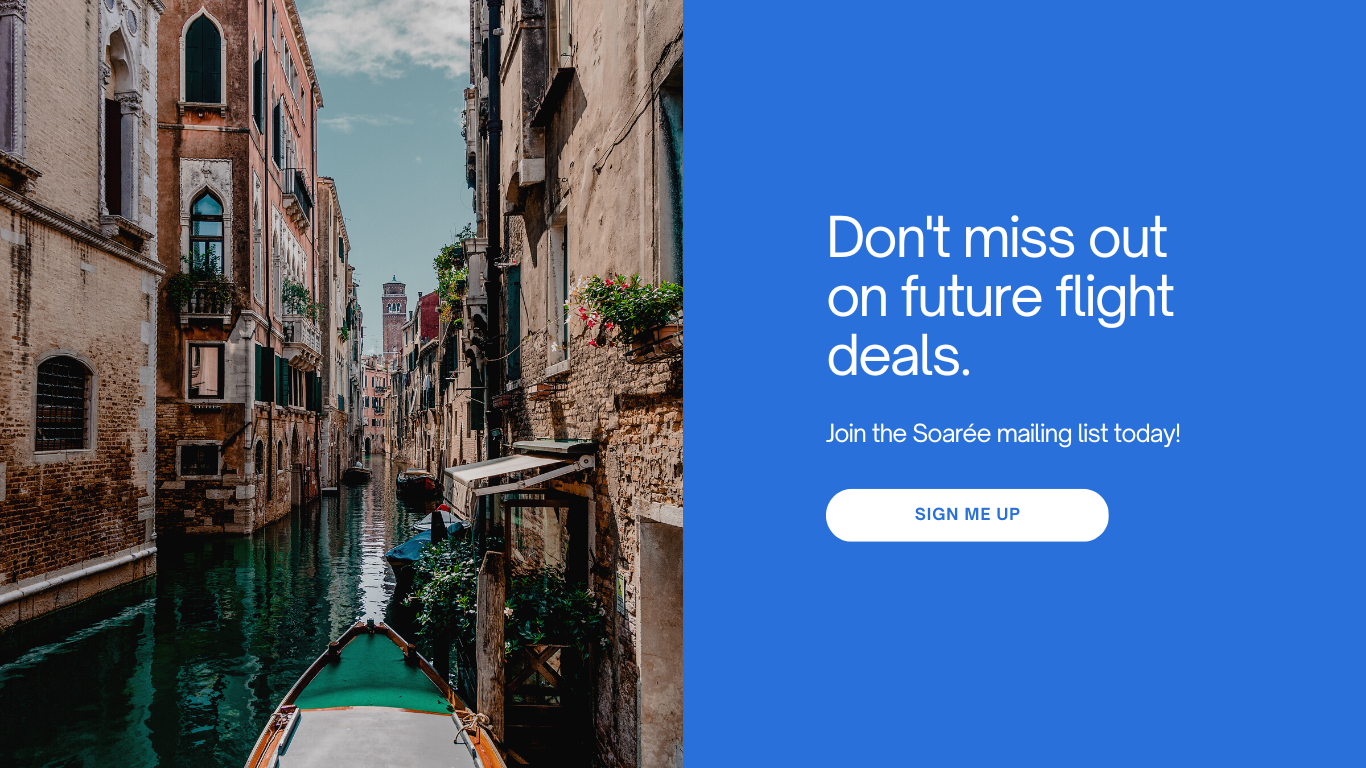 Don't miss out
on future flight
deals.
Join the Soarée mailing list today!
SIGN ME UP